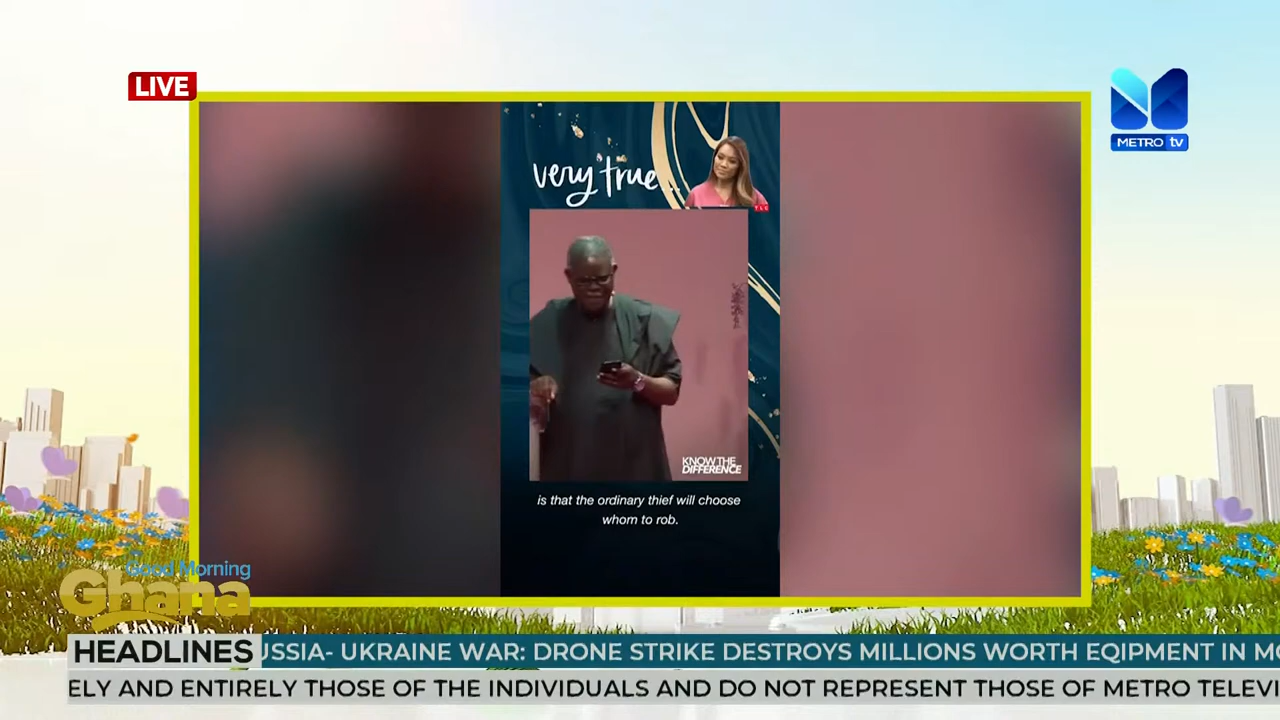 LIVE
METRO tv
very true
TLC
KNOW THE
DIFFERENCE
is that the ordinary thief will choose
whom to rob.
Good Morning
Ghana
HEADLINES
USSIA- UKRAINE WAR: DRONE STRIKE DESTROYS MILLIONS WORTH EQIPMENT IN MO
ELY AND ENTIRELY THOSE OF THE INDIVIDUALS AND DO NOT REPRESENT THOSE OF METRO TELEVI